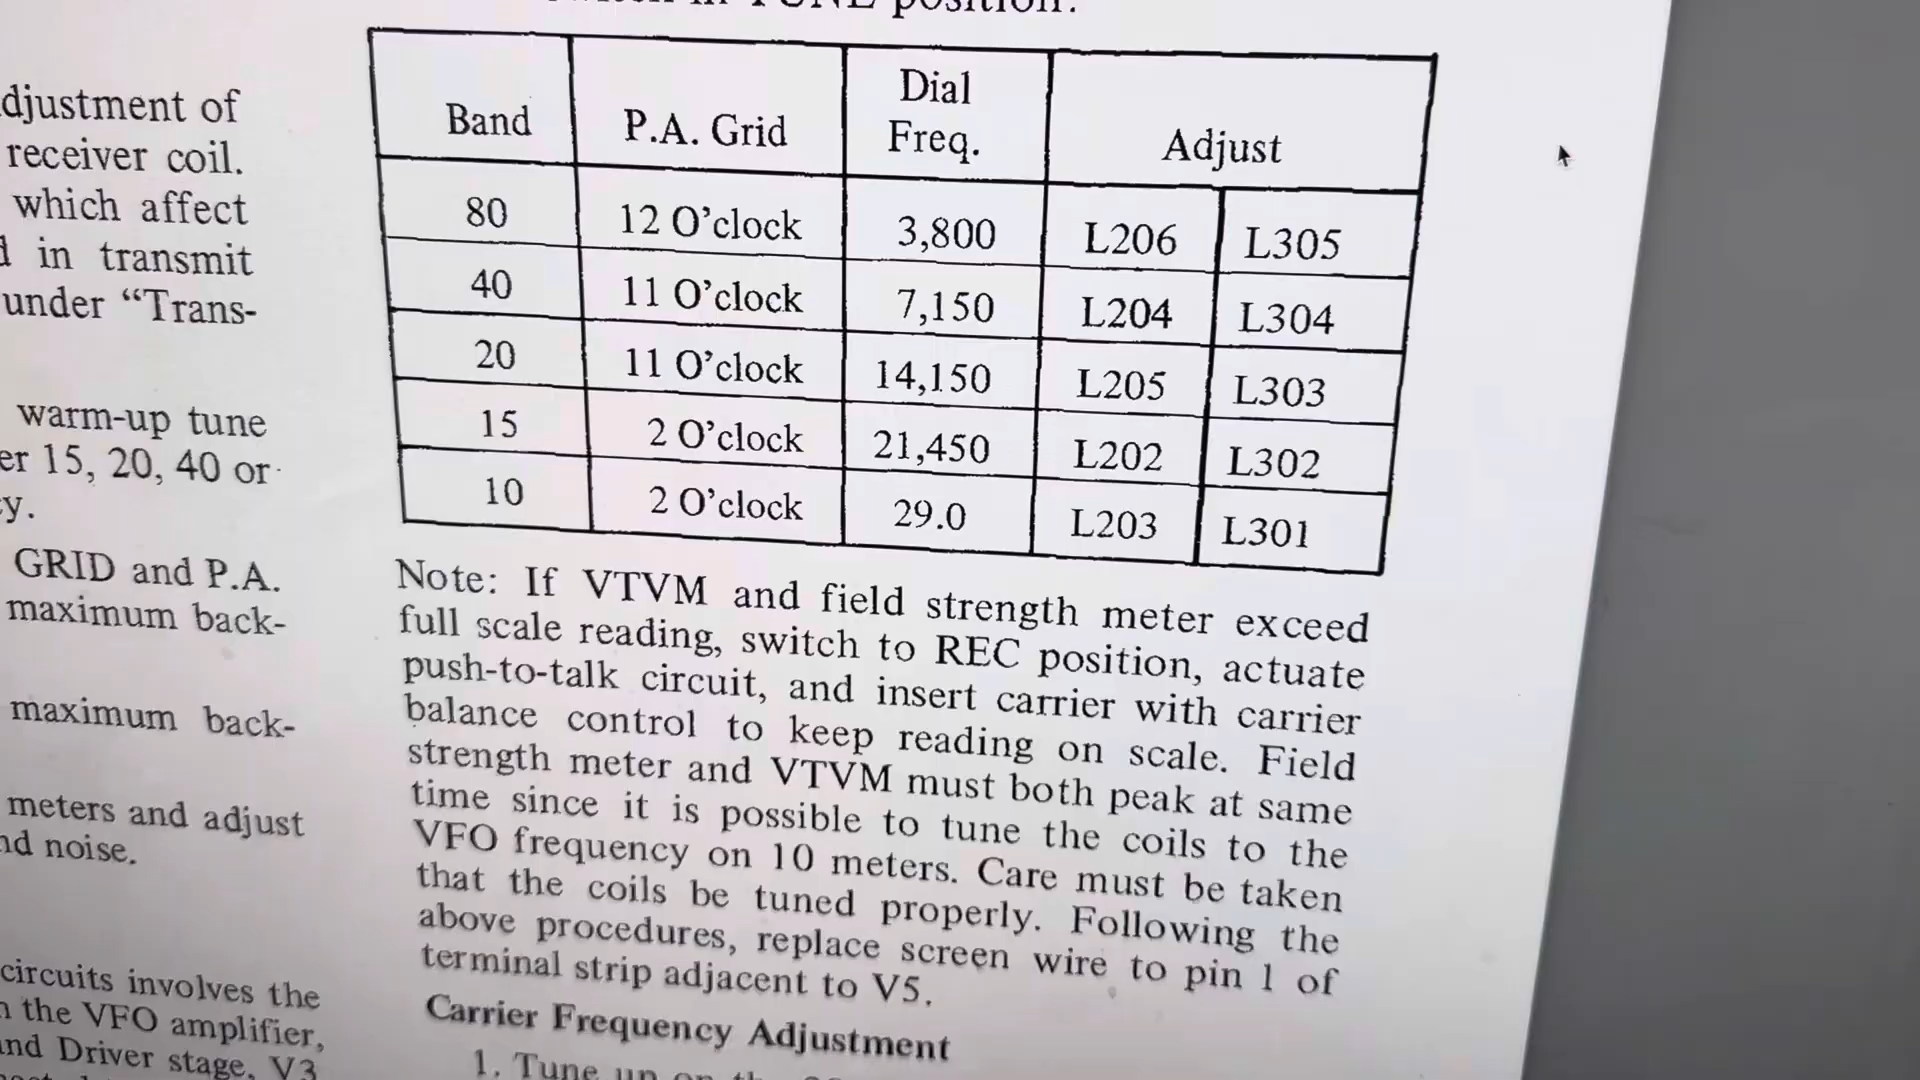 position.
djustment of
receiver coil.
which affect
in transmit
under “Trans-
warm-up tune
er 15, 20, 40 or
y.
GRID and P.A.
maximum back-
maximum back-
meters and adjust
nd noise.
circuits involves the
the VFO amplifier,
and Driver stage, V3
Band P.A. Grid Dial Freq. Adjust
80 12 O’clock 3,800 L206 L305
40 11 O’clock 7,150 L204 L304
20 11 O’clock 14,150 L205 L303
15 2 O’clock 21,450 L202 L302
10 2 O’clock 29.0 L203 L301
Note: If VTVM and field strength meter exceed
full scale reading, switch to REC position, actuate
push-to-talk circuit, and insert carrier with carrier
balance control to keep reading on scale. Field
strength meter and VTVM must both peak at same
time since it is possible to tune the coils to the
VFO frequency on 10 meters. Care must be taken
that the coils be tuned properly. Following the
above procedures, replace screen wire to pin 1 of
terminal strip adjacent to V5.
Carrier Frequency Adjustment
1. Tune up on